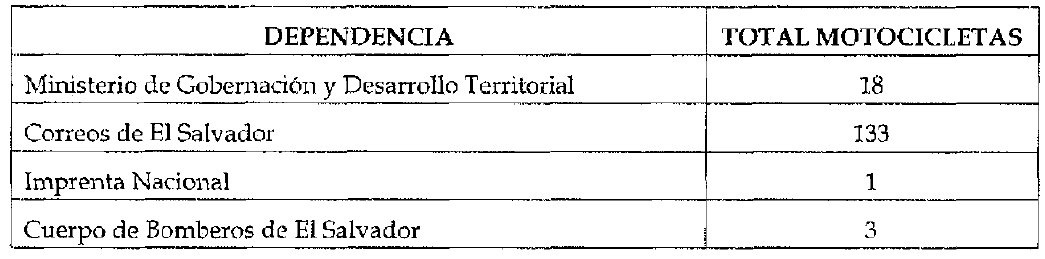 DEPENDENCIA TOTAL MOTOCICLETAS
Ministerio de Gobernación y Desarrollo Territorial 18
Correos de El Salvador 133
Imprenta Nacional 1
Cuerpo de Bomberos de El Salvador 3